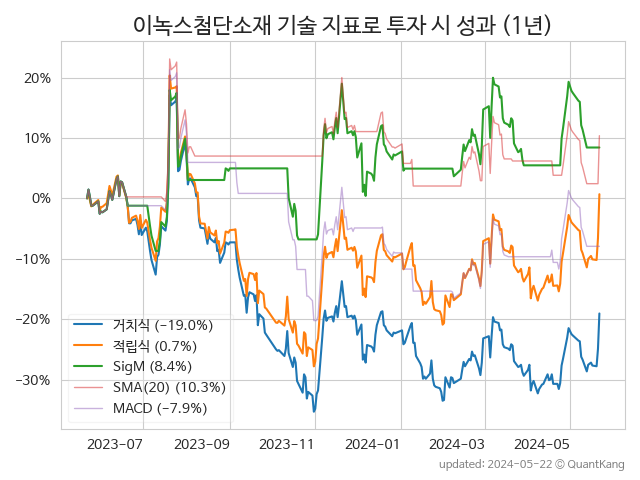 이녹스첨단소재 기술 지표로 투자 시 성과 (1년)
20%
10%
0%
−10%
−20%
−30%
거치식 (−19.0%)
적립식 (0.7%)
SigM (8.4%)
SMA(20) (10.3%)
MACD (−7.9%)
2023−07
2023−09
2023−11
2024−01
2024−03
2024−05
updated: 2024-05-22 © QuantKang